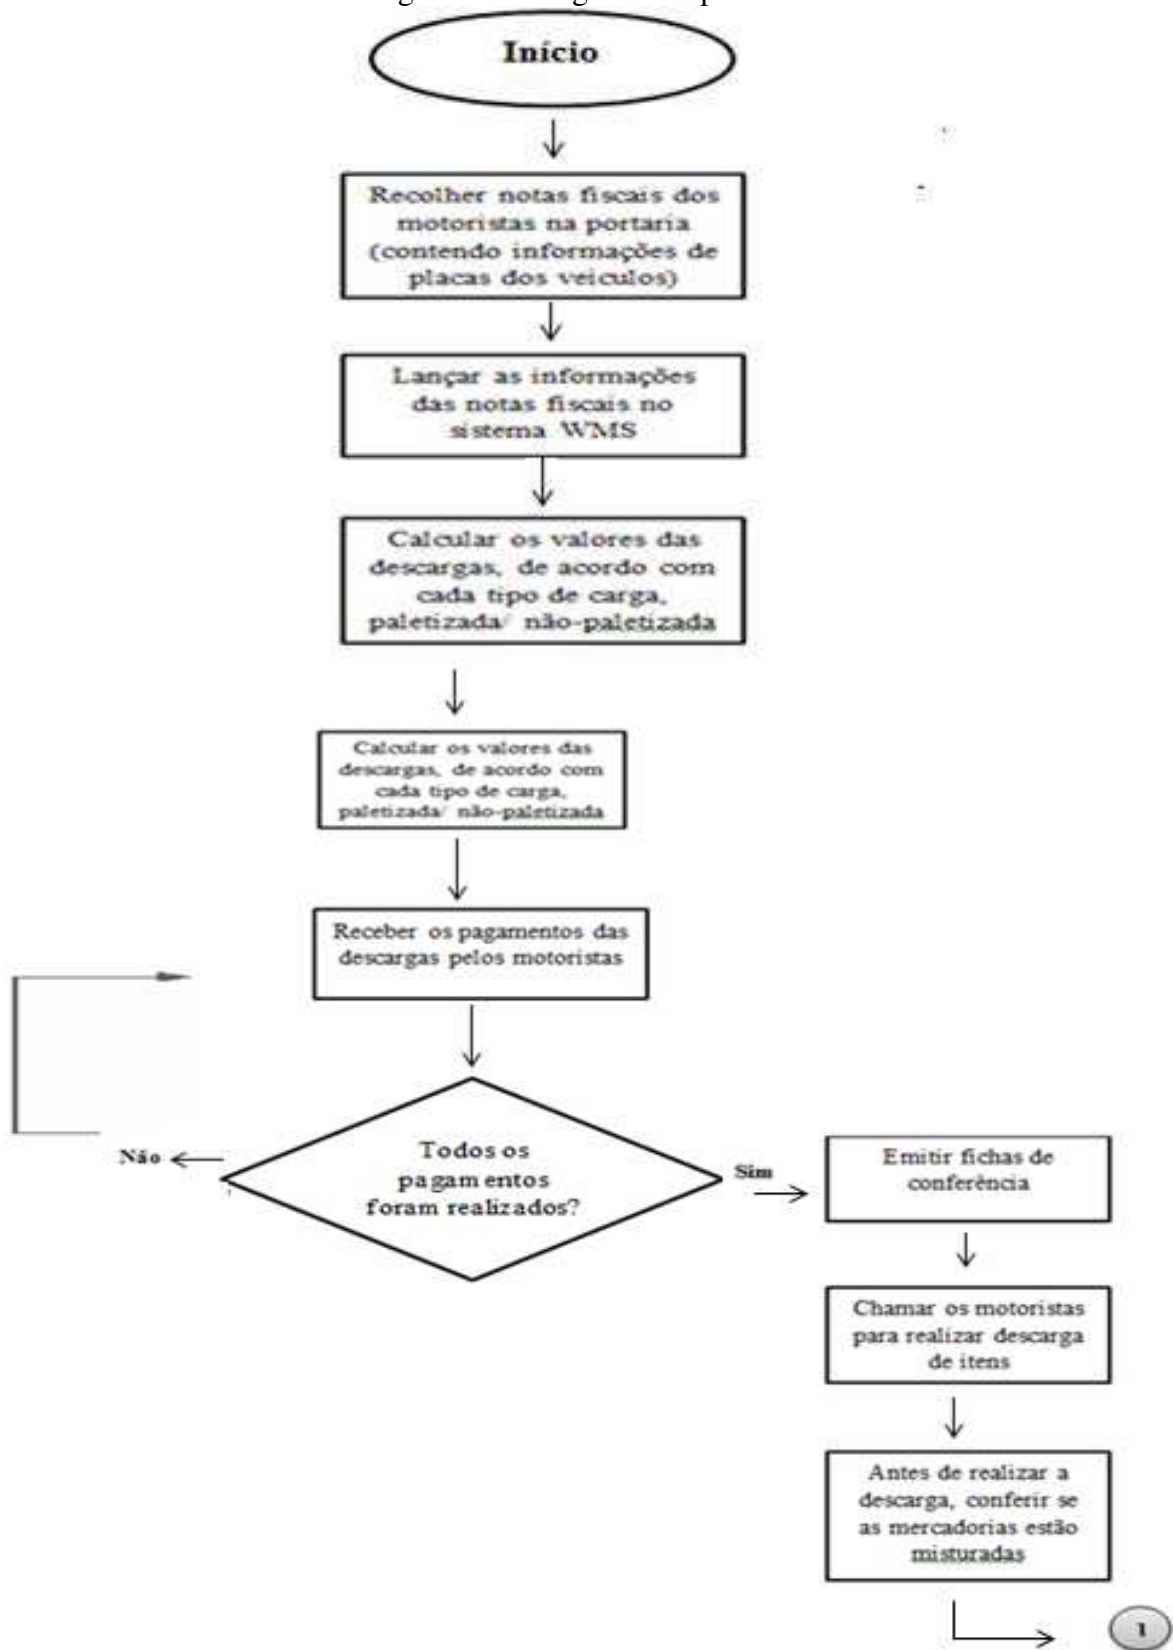 Início
Recolher notas fiscais dos
motoristas na portaria
(contendo informações de
placas dos veículos)
Lançar as informações
das notas fiscais no
sistema WMS
Calcular os valores das
descargas, de acordo com
cada tipo de carga,
paletizada/ não-paletizada
Calcular os valores das
descargas, de acordo com
cada tipo de carga,
paletizada/ não-paletizada
Receber os pagamentos das
descargas pelos motoristas
Todos os
pagamentos
foram realizados?
Não
Sim
Emitir fichas de
conferência
Chamar os motoristas
para realizar descarga
de itens
Antes de realizar a
descarga, conferir se
as mercadorias estão
misturadas
1